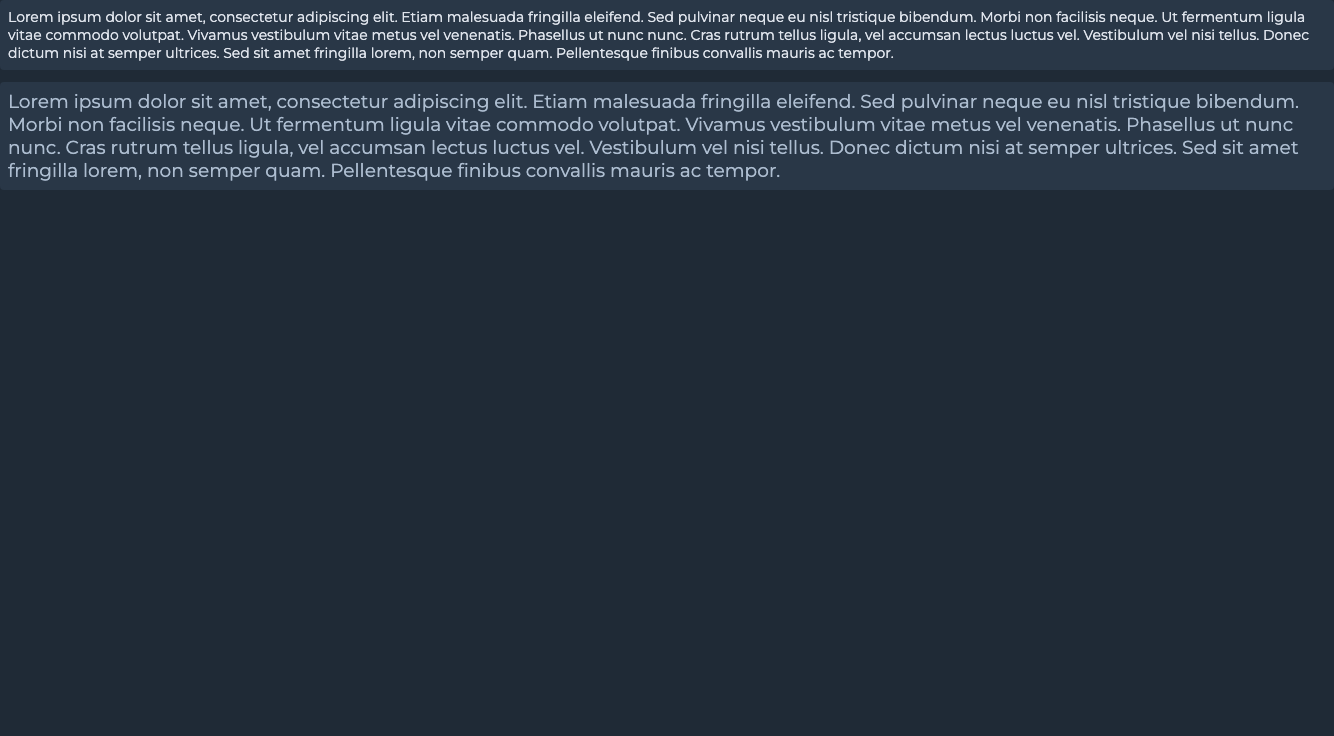 Lorem ipsum dolor sit amet, consectetur adipiscing elit. Etiam malesuada fringilla eleifend. Sed pulvinar neque eu nisl tristique bibendum. Morbi non facilisis neque. Ut fermentum ligula
vitae commodo volutpat. Vivamus vestibulum vitae metus vel venenatis. Phasellus ut nunc nunc. Cras rutrum tellus ligula, vel accumsan lectus luctus vel. Vestibulum vel nisi tellus. Donec
dictum nisi at semper ultrices. Sed sit amet fringilla lorem, non semper quam. Pellentesque finibus convallis mauris ac tempor.
Lorem ipsum dolor sit amet, consectetur adipiscing elit. Etiam malesuada fringilla eleifend. Sed pulvinar neque eu nisl tristique bibendum.
Morbi non facilisis neque. Ut fermentum ligula vitae commodo volutpat. Vivamus vestibulum vitae metus vel venenatis. Phasellus ut nunc
nunc. Cras rutrum tellus ligula, vel accumsan lectus luctus vel. Vestibulum vel nisi tellus. Donec dictum nisi at semper ultrices. Sed sit amet
fringilla lorem, non semper quam. Pellentesque finibus convallis mauris ac tempor.